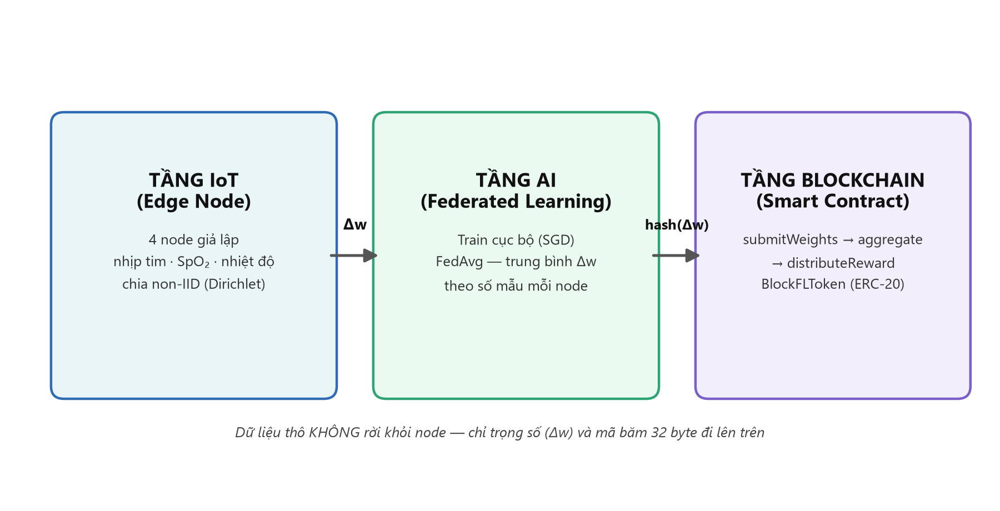 TẦNG IoT
(Edge Node)
4 node giả lập
nhịp tim · SpO₂ · nhiệt độ
chia non-IID (Dirichlet)
Δw
TẦNG AI
(Federated Learning)
Train cục bộ (SGD)
FedAvg — trung bình Δw
theo số mẫu mỗi node
hash(Δw)
TẦNG BLOCKCHAIN
(Smart Contract)
submitWeights → aggregate
→ distributeReward
BlockFLToken (ERC-20)
Dữ liệu thô KHÔNG rời khỏi node — chỉ trọng số (Δw) và mã băm 32 byte đi lên trên